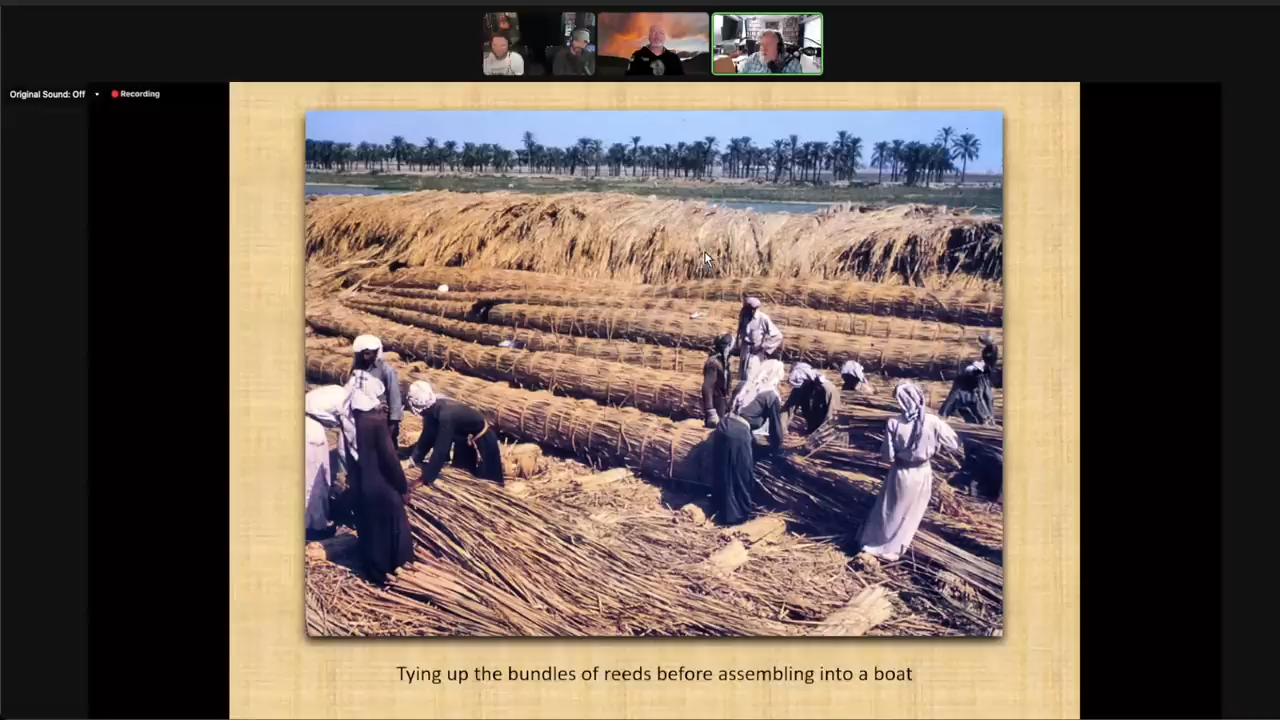 Original Sound: Off
Recording
Tying up the bundles of reeds before assembling into a boat